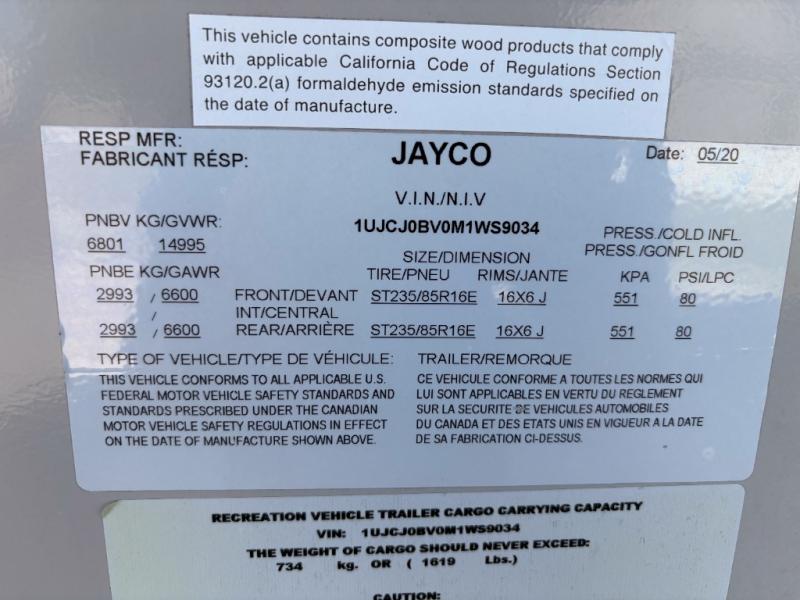 This vehicle contains composite wood products that comply
with applicable California Code of Regulations Section
93120.2(a) formaldehyde emission standards specified on
the date of manufacture.
RESP MFR: JAYCO Date: 05/20
FABRICANT RÉSP:
V.I.N./N.I.V
PNBV KG/GVWR: 1UJCJ0BV0M1WS9034 PRESS./COLD INFL.
6801 14995 SIZE/DIMENSION PRESS./GONFL FROID
PNBE KG/GAWR TIRE/PNEU RIMS/JANTE KPA PSI/LPC
2993 / 6600 FRONT/DEVANT ST235/85R16E 16X6 J 551 80
/ INT/CENTRAL
2993 / 6600 REAR/ARRIÈRE ST235/85R16E 16X6 J 551 80
TYPE OF VEHICLE/TYPE DE VÉHICULE: TRAILER/REMORQUE
THIS VEHICLE CONFORMS TO ALL APPLICABLE U.S.
FEDERAL MOTOR VEHICLE SAFETY STANDARDS AND
STANDARDS PRESCRIBED UNDER THE CANADIAN
MOTOR VEHICLE SAFETY REGULATIONS IN EFFECT
ON THE DATE OF MANUFACTURE SHOWN ABOVE.
CE VEHICULE CONFORME A TOUTES LES NORMES QUI
LUI SONT APPLICABLES EN VERTU DU REGLEMENT
SUR LA SECURITE DE VEHICULES AUTOMOBILES
DU CANADA ET DES ETATS UNIS EN VIGUEUR A LA DATE
DE SA FABRICATION CI-DESSUS.
RECREATION VEHICLE TRAILER CARGO CARRYING CAPACITY
VIN: 1UJCJ0BV0M1WS9034
THE WEIGHT OF CARGO SHOULD NEVER EXCEED:
734 kg. OR ( 1619 Lbs.)
CAUTION: